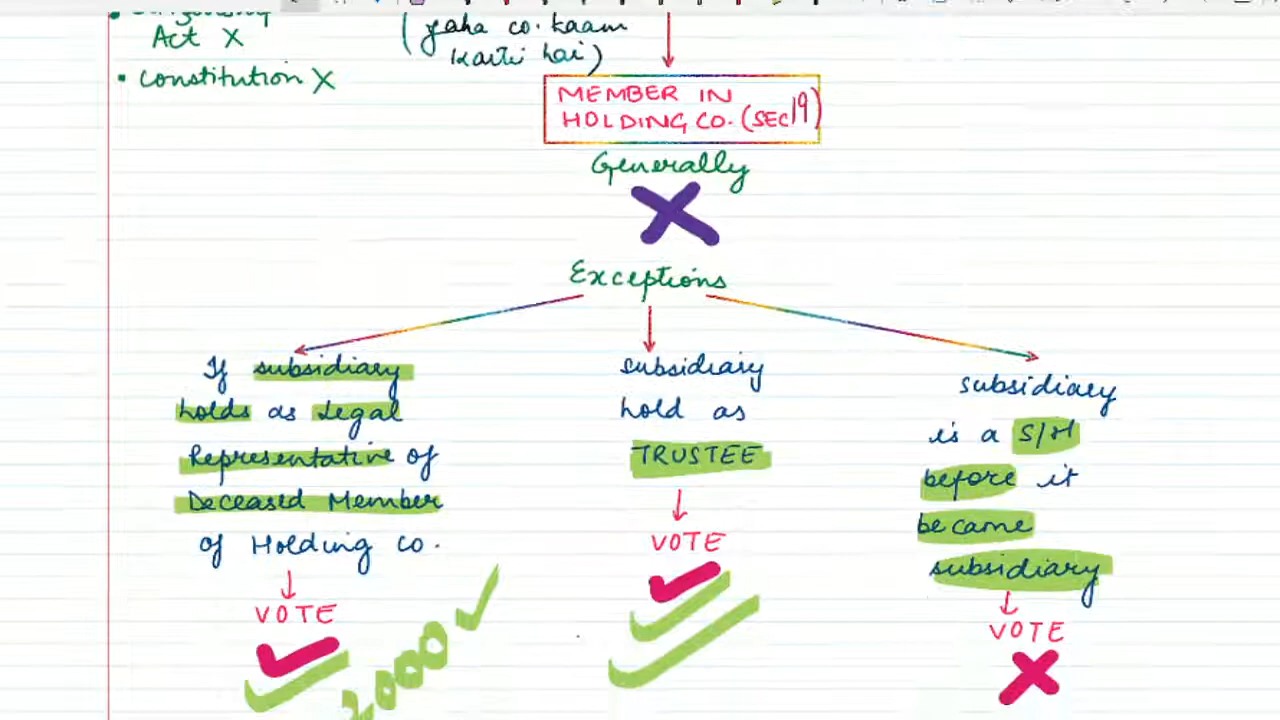 Act X
• Constitution X
(yaha co. kaam
karti hai)
MEMBER IN
HOLDING CO. (SEC 19)
Generally
Exceptions
If subsidiary
holds as Legal
Representative of
Deceased Member
of Holding co.
VOTE
2000
subsidiary
hold as
TRUSTEE
VOTE
subsidiary
is a S/H
before it
became
subsidiary
VOTE